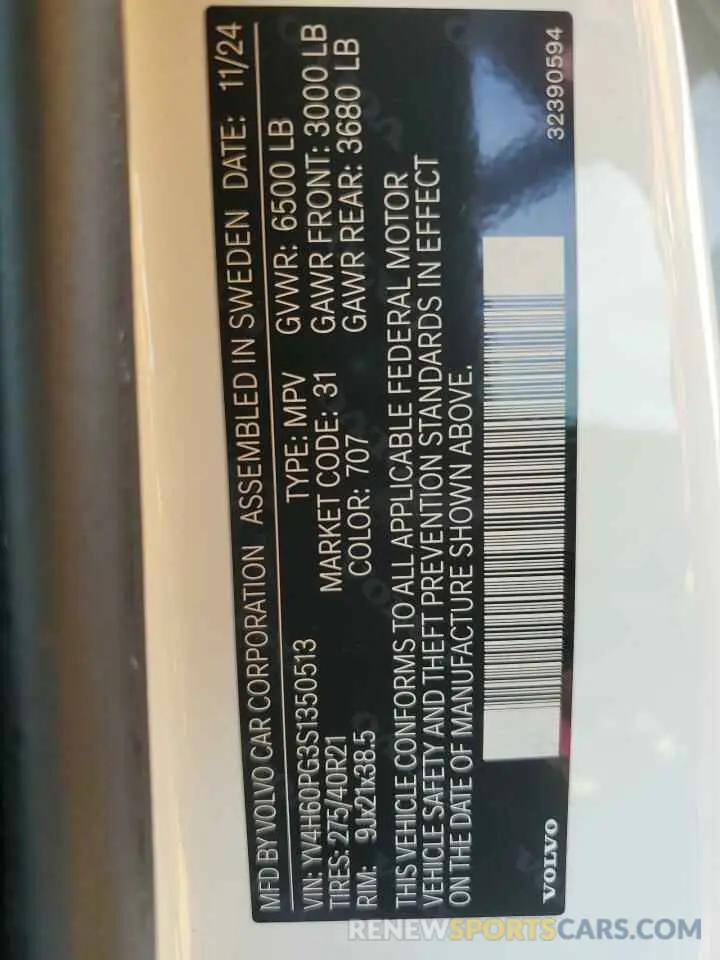 MFD BY VOLVO CAR CORPORATION ASSEMBLED IN SWEDEN DATE: 11/24
VIN: YV4H60PG3S1350513 TYPE: MPV GVWR: 6500 LB
TIRES: 275/40R21 MARKET CODE: 31 GAWR FRONT: 3000 LB
RIM: 9Jx21x38.5 COLOR: 707 GAWR REAR: 3680 LB
THIS VEHICLE CONFORMS TO ALL APPLICABLE FEDERAL MOTOR
VEHICLE SAFETY AND THEFT PREVENTION STANDARDS IN EFFECT
ON THE DATE OF MANUFACTURE SHOWN ABOVE.
VOLVO 32390594
RENEWSPORTSCARS.COM